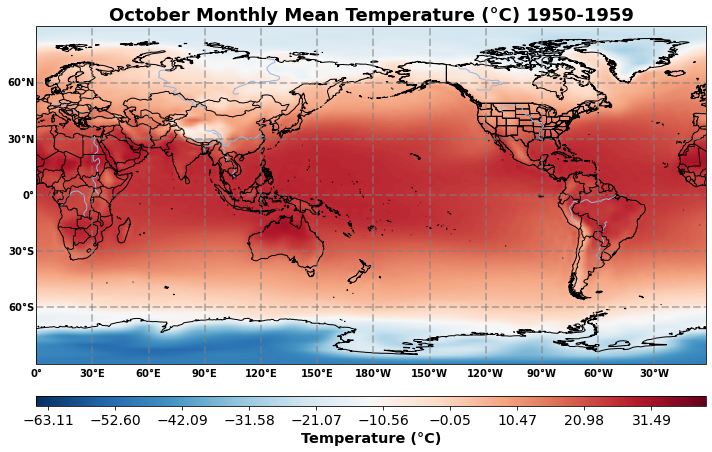 October Monthly Mean Temperature (°C) 1950-1959
60°N
30°N
0°
30°S
60°S
0° 30°E 60°E 90°E 120°E 150°E 180° 150°W 120°W 90°W 60°W 30°W
−63.11 −52.60 −42.09 −31.58 −21.07 −10.56 −0.05 10.47 20.98 31.49
Temperature (°C)